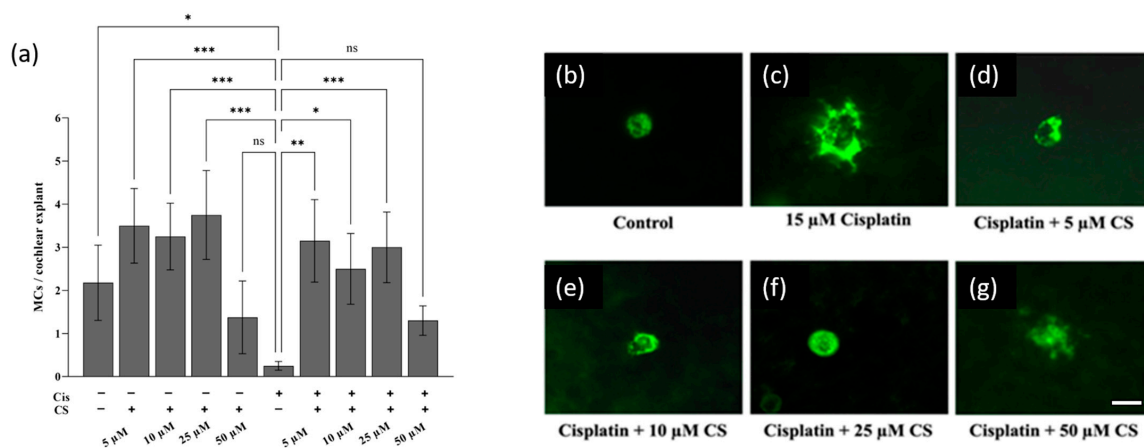 (a)
*
***
ns
***
***
***
*
ns
**
MCs / cochlear explant
6
5
4
3
2
1
0
Cis − − − − − + + + + +
CS − + + + + − + + + +
5 μM 10 μM 25 μM 50 μM 5 μM 10 μM 25 μM 50 μM
(b) (c) (d)
Control 15 μM Cisplatin Cisplatin + 5 μM CS
(e) (f) (g)
Cisplatin + 10 μM CS Cisplatin + 25 μM CS Cisplatin + 50 μM CS